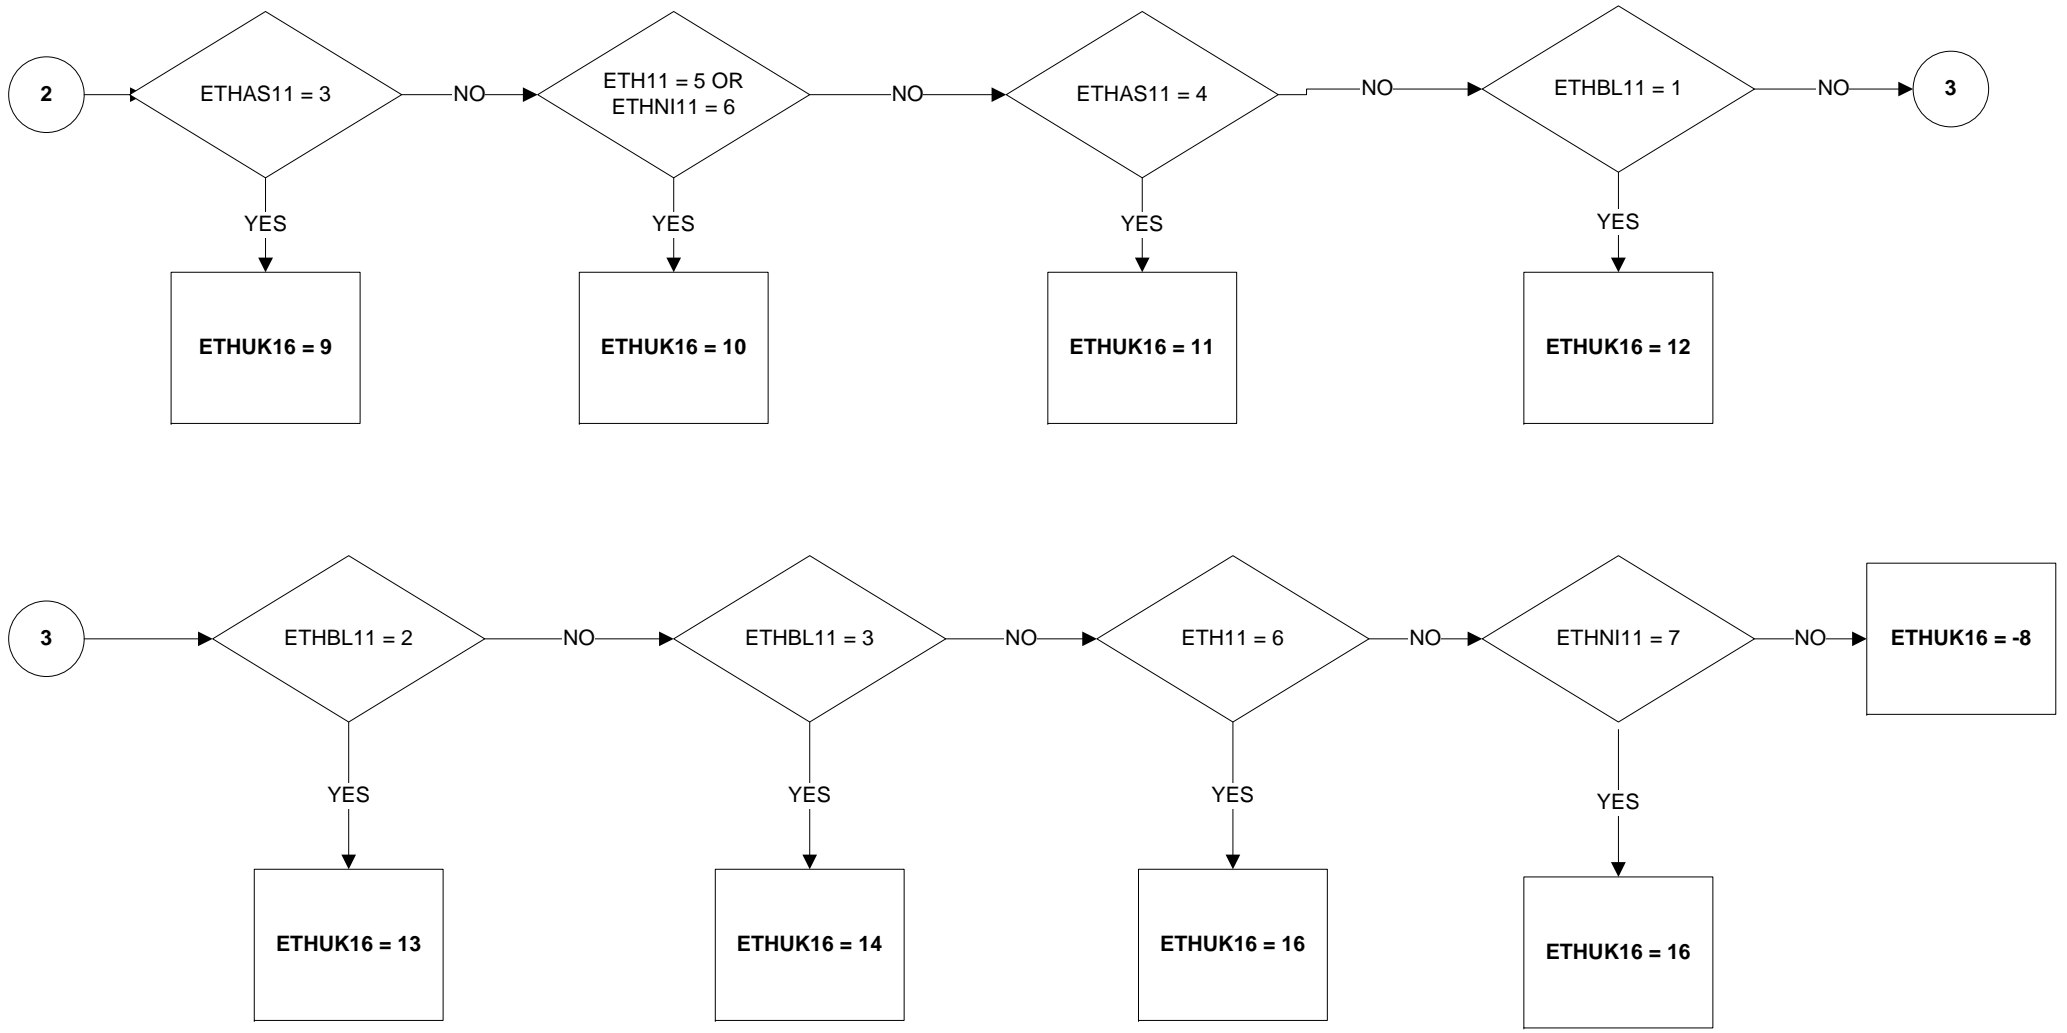 2
ETHAS11 = 3
NO
ETH11 = 5 OR
ETHNI11 = 6
NO
ETHAS11 = 4
NO
ETHBL11 = 1
NO
3
YES
YES
YES
YES
ETHUK16 = 9
ETHUK16 = 10
ETHUK16 = 11
ETHUK16 = 12
3
ETHBL11 = 2
NO
ETHBL11 = 3
NO
ETH11 = 6
NO
ETHNI11 = 7
NO
ETHUK16 = -8
YES
YES
YES
YES
ETHUK16 = 13
ETHUK16 = 14
ETHUK16 = 16
ETHUK16 = 16